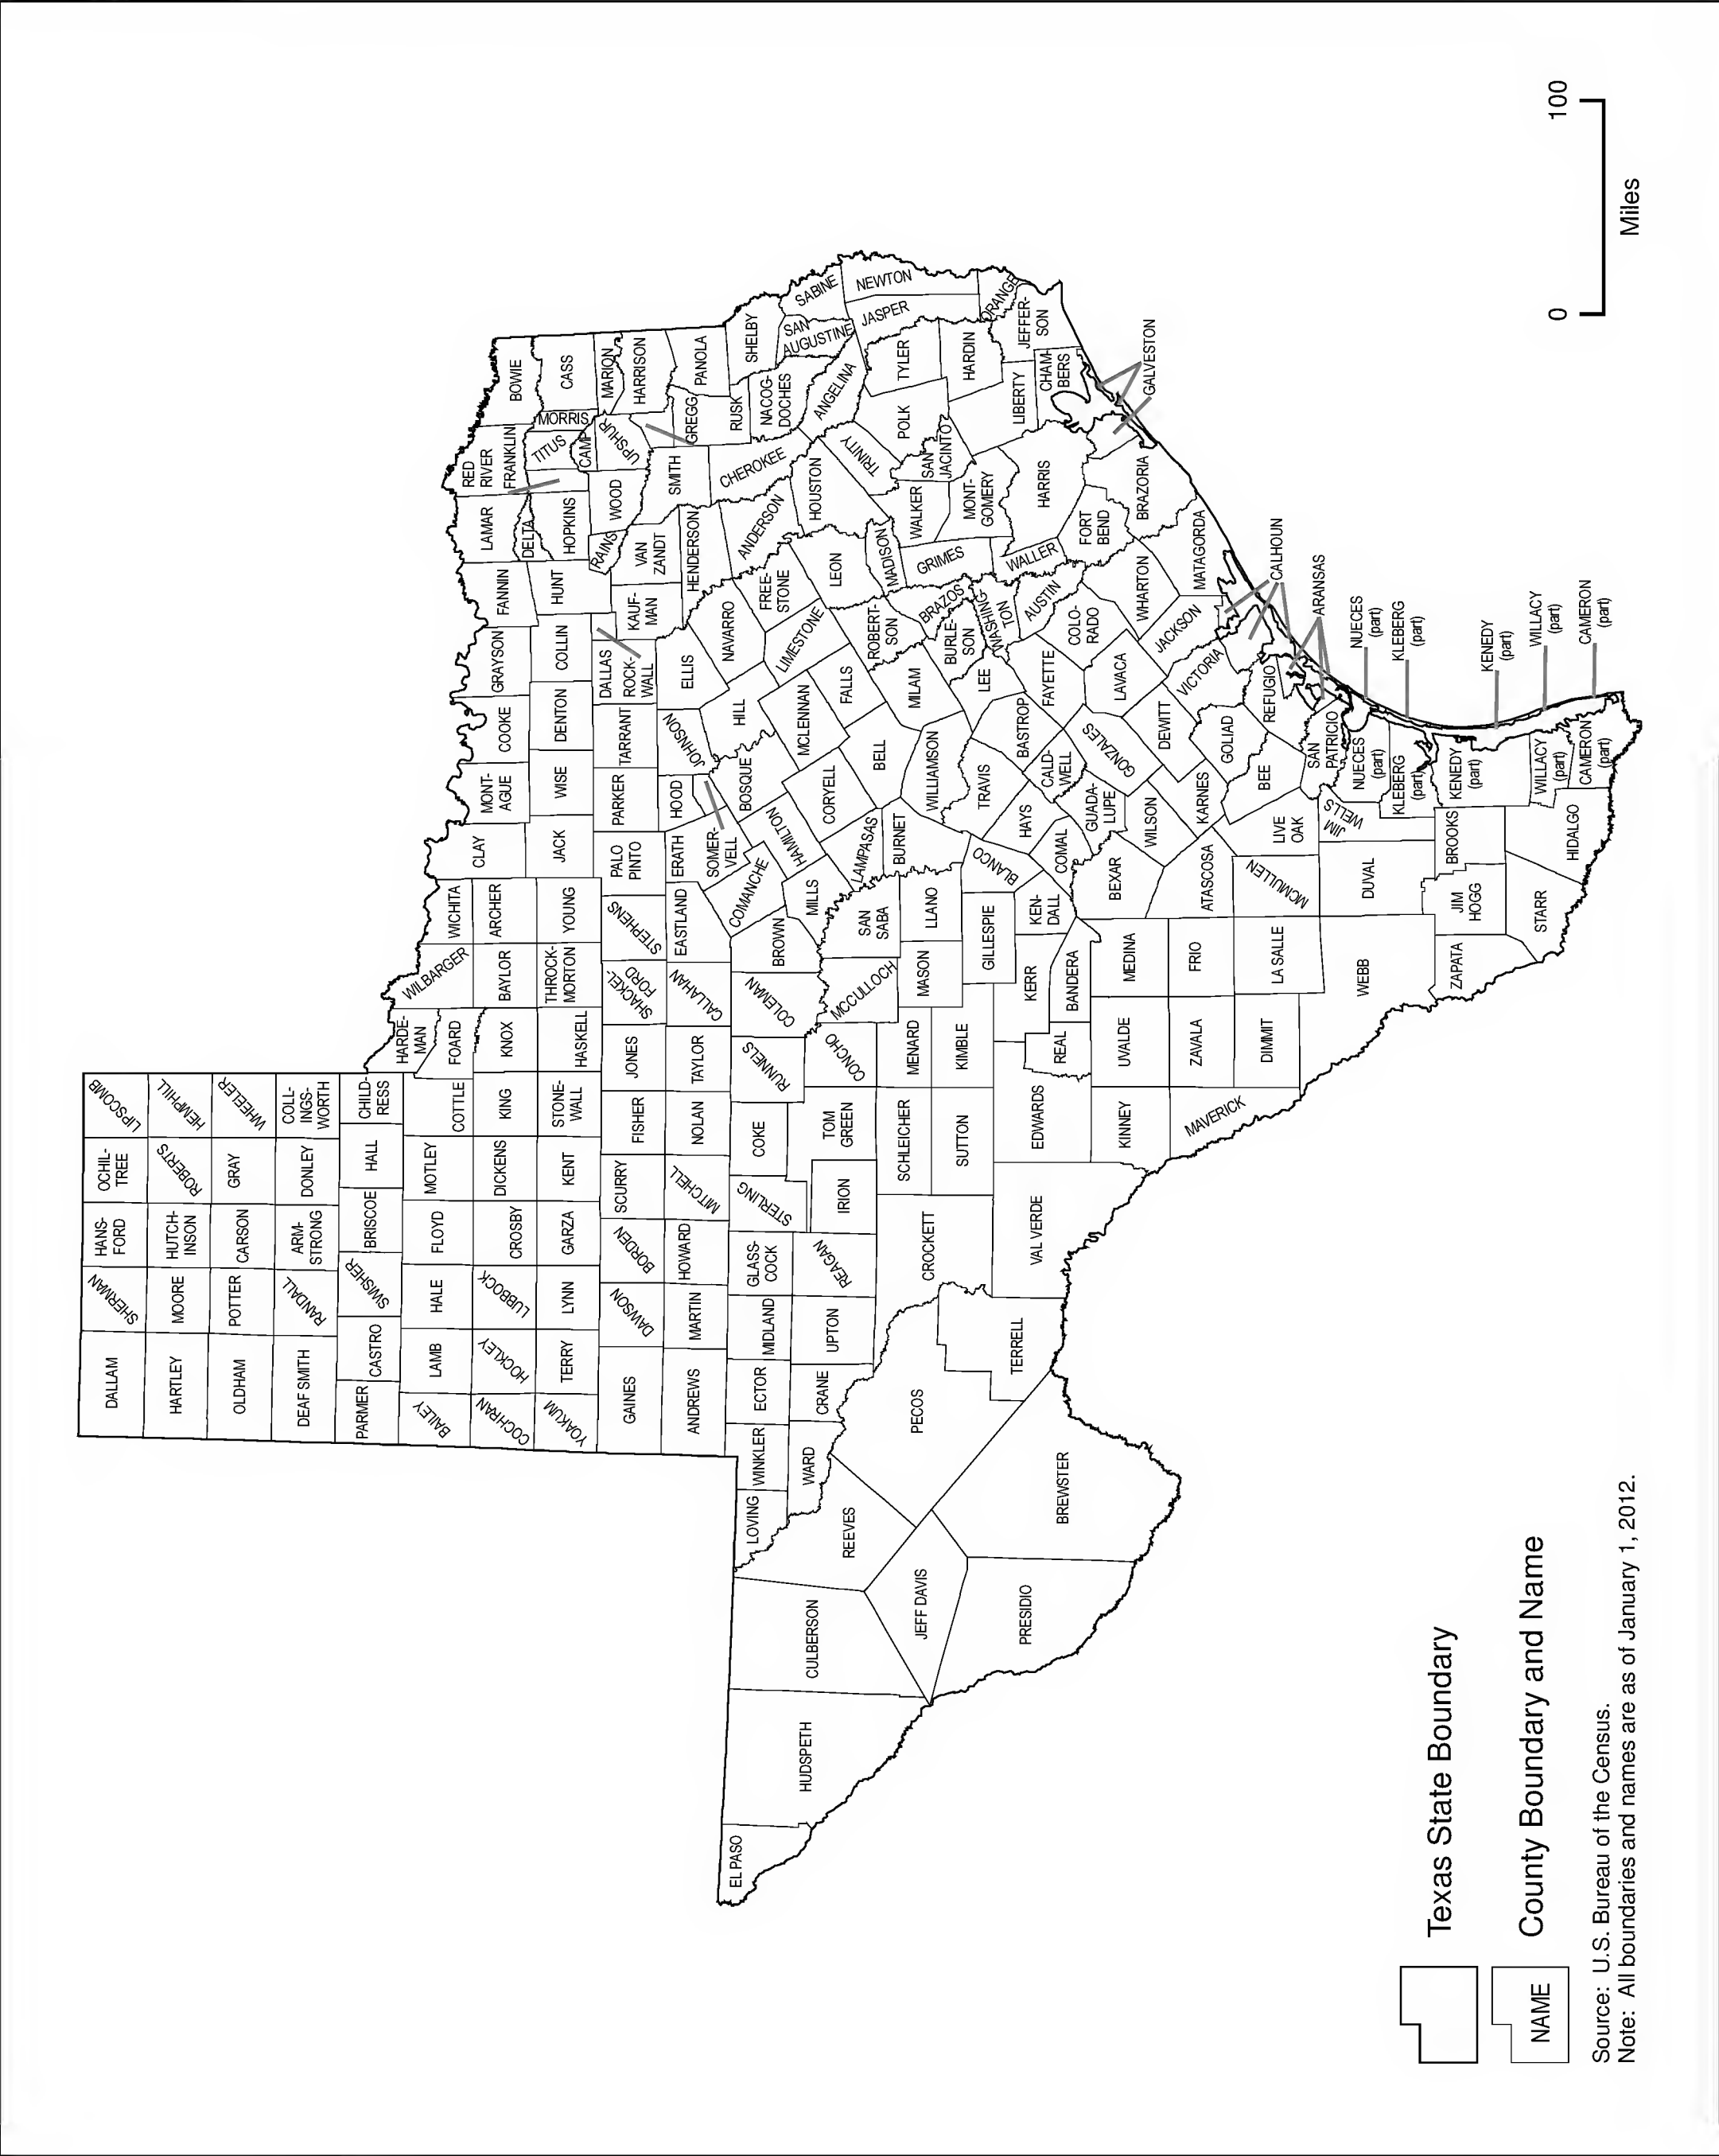 DALLAM
SHERMAN
HANS-
FORD
OCHIL-
TREE
LIPSCOMB
HARTLEY
MOORE
HUTCH-
INSON
ROBERTS
HEMPHILL
OLDHAM
POTTER
CARSON
GRAY
WHEELER
DEAF SMITH
RANDALL
ARM-
STRONG
DONLEY
COLL-
INGS-
WORTH
PARMER
CASTRO
SWISHER
BRISCOE
HALL
CHILD-
RESS
BAILEY
LAMB
HALE
FLOYD
MOTLEY
COTTLE
HARDE-
MAN
FOARD
WILBARGER
WICHITA
CLAY
MONT-
AGUE
COOKE
GRAYSON
FANNIN
LAMAR
RED
RIVER
BOWIE
COCHRAN
HOCKLEY
LUBBOCK
CROSBY
DICKENS
KING
KNOX
BAYLOR
ARCHER
YOAKUM
TERRY
LYNN
GARZA
KENT
STONE-
WALL
HASKELL
THROCK-
MORTON
YOUNG
JACK
WISE
DENTON
COLLIN
HUNT
DELTA
HOPKINS
FRANKLIN
TITUS
CAMP
MORRIS
CASS
MARION
GAINES
DAWSON
BORDEN
SCURRY
FISHER
JONES
SHACKEL-
FORD
STEPHENS
PALO
PINTO
PARKER
TARRANT
DALLAS
ROCK-
WALL
KAUF-
MAN
RAINS
VAN
ZANDT
WOOD
UPSHUR
HARRISON
ANDREWS
MARTIN
HOWARD
MITCHELL
NOLAN
TAYLOR
CALLAHAN
EASTLAND
ERATH
SOMER-
VELL
HOOD
JOHNSON
ELLIS
HENDERSON
SMITH
GREGG
RUSK
PANOLA
EL PASO
HUDSPETH
CULBERSON
LOVING
WINKLER
ECTOR
MIDLAND
GLASS-
COCK
STERLING
COKE
RUNNELS
COLEMAN
BROWN
COMANCHE
HAMILTON
BOSQUE
HILL
NAVARRO
FREE-
STONE
ANDERSON
CHEROKEE
NACOG-
DOCHES
SHELBY
REEVES
WARD
CRANE
UPTON
REAGAN
IRION
TOM
GREEN
CONCHO
MCCULLOCH
SAN
SABA
MILLS
LAMPASAS
CORYELL
MCLENNAN
LIMESTONE
FALLS
LEON
HOUSTON
ANGELINA
SAN
AUGUSTINE
SABINE
JEFF DAVIS
PECOS
CROCKETT
SCHLEICHER
MENARD
MASON
LLANO
BURNET
BELL
MILAM
ROBERT-
SON
MADISON
WALKER
TRINITY
POLK
TYLER
JASPER
NEWTON
PRESIDIO
BREWSTER
TERRELL
VAL VERDE
SUTTON
KIMBLE
GILLESPIE
BLANCO
WILLIAMSON
TRAVIS
LEE
BURLE-
SON
BRAZOS
WASHING-
TON
GRIMES
MONT-
GOMERY
SAN
JACINTO
LIBERTY
HARDIN
ORANGE
JEFFER-
SON
CHAM-
BERS
EDWARDS
REAL
KERR
BANDERA
KEN-
DALL
COMAL
HAYS
CALD-
WELL
BASTROP
FAYETTE
AUSTIN
WALLER
HARRIS
GALVESTON
KINNEY
UVALDE
MEDINA
BEXAR
GUADA-
LUPE
GONZALES
LAVACA
COLO-
RADO
WHARTON
FORT
BEND
BRAZORIA
MAVERICK
ZAVALA
FRIO
ATASCOSA
WILSON
KARNES
DEWITT
VICTORIA
JACKSON
MATAGORDA
DIMMIT
LA SALLE
MCMULLEN
LIVE
OAK
BEE
GOLIAD
REFUGIO
CALHOUN
ARANSAS
WEBB
DUVAL
JIM
WELLS
SAN
PATRICIO
NUECES
(part)
NUECES
(part)
KLEBERG
(part)
KLEBERG
(part)
ZAPATA
JIM
HOGG
BROOKS
KENEDY
(part)
KENEDY
(part)
STARR
HIDALGO
WILLACY
(part)
WILLACY
(part)
CAMERON
(part)
CAMERON
(part)
0
100
Miles
Texas State Boundary
NAME
County Boundary and Name
Source: U.S. Bureau of the Census.
Note: All boundaries and names are as of January 1, 2012.